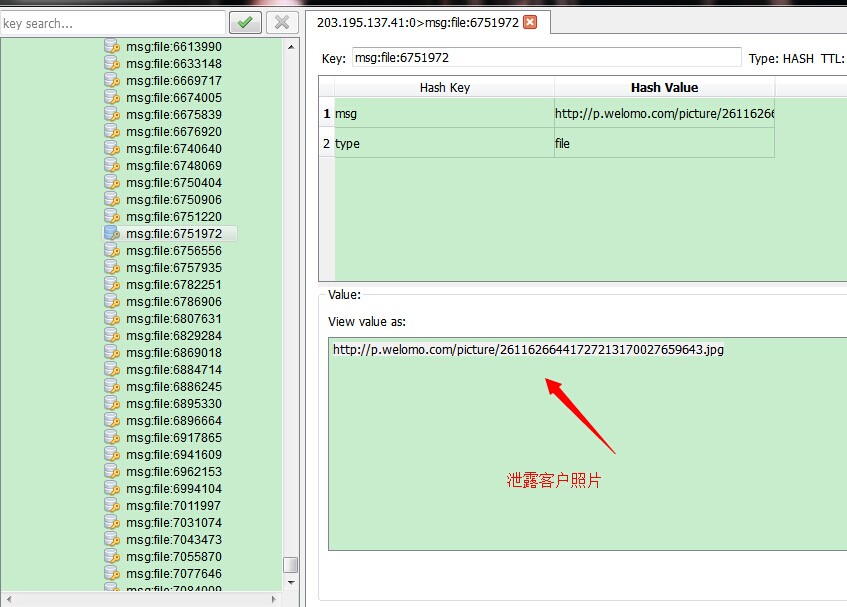 key search...
msg:file:6613990
msg:file:6633148
msg:file:6669717
msg:file:6674005
msg:file:6675839
msg:file:6676920
msg:file:6740640
msg:file:6748069
msg:file:6750404
msg:file:6750906
msg:file:6751220
msg:file:6751972
msg:file:6756556
msg:file:6757935
msg:file:6782251
msg:file:6786906
msg:file:6807631
msg:file:6829284
msg:file:6869018
msg:file:6884714
msg:file:6886245
msg:file:6895330
msg:file:6896664
msg:file:6917865
msg:file:6941609
msg:file:6962153
msg:file:6994104
msg:file:7011997
msg:file:7031074
msg:file:7043473
msg:file:7055870
msg:file:7077646
msg:file:7084009
203.195.137.41:0>msg:file:6751972
Key: msg:file:6751972 Type: HASH TTL:
Hash Key Hash Value
1 msg http://p.welomo.com/picture/26116266
2 type file
Value:
View value as:
http://p.welomo.com/picture/26116266441727213170027659643.jpg
泄露客户照片